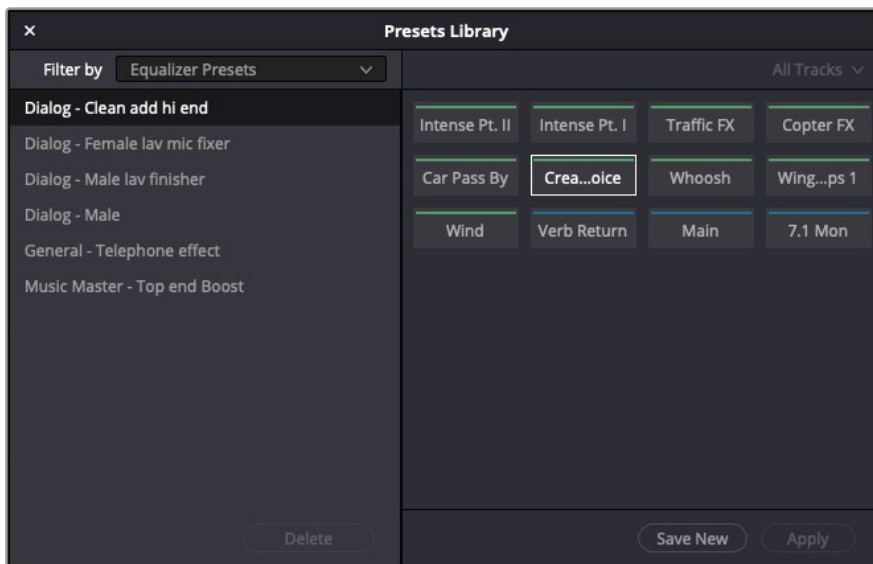 × Presets Library
Filter by Equalizer Presets All Tracks
Dialog - Clean add hi end
Dialog - Female lav mic fixer
Dialog - Male lav finisher
Dialog - Male
General - Telephone effect
Music Master - Top end Boost
Intense Pt. II Intense Pt. I Traffic FX Copter FX
Car Pass By Crea...oice Whoosh Wing...ps 1
Wind Verb Return Main 7.1 Mon
Delete Save New Apply